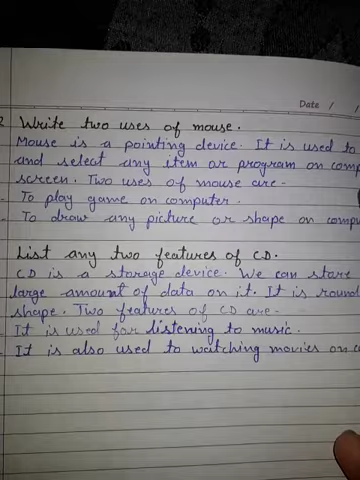 Date / /
Write two uses of mouse.
Mouse is a pointing device. It is used to
and select any item or program on comp
screen. Two uses of mouse are-
To play game on computer.
To draw any picture or shape on compu
List any two features of CD.
CD is a storage device. We can store
large amount of data on it. It is round
shape. Two features of CD are-
It is used for listening to music.
It is also used to watching movies on c